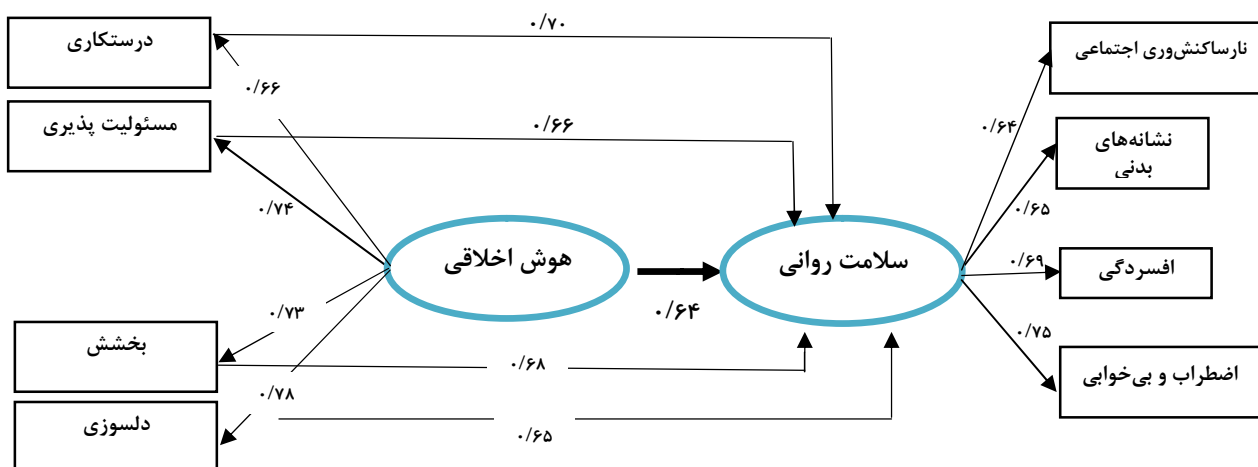 ۰/۷۰
درستکاری
نارساکنش‌وری اجتماعی
۰/۶۶
مسئولیت پذیری
۰/۶۶
۰/۶۴
نشانه‌های
بدنی
۰/۷۴
۰/۶۵
هوش اخلاقی
سلامت روانی
۰/۶۹
افسردگی
۰/۶۴
۰/۷۳
۰/۷۵
بخشش
۰/۶۸
اضطراب و بی‌خوابی
۰/۷۸
دلسوزی
۰/۶۵